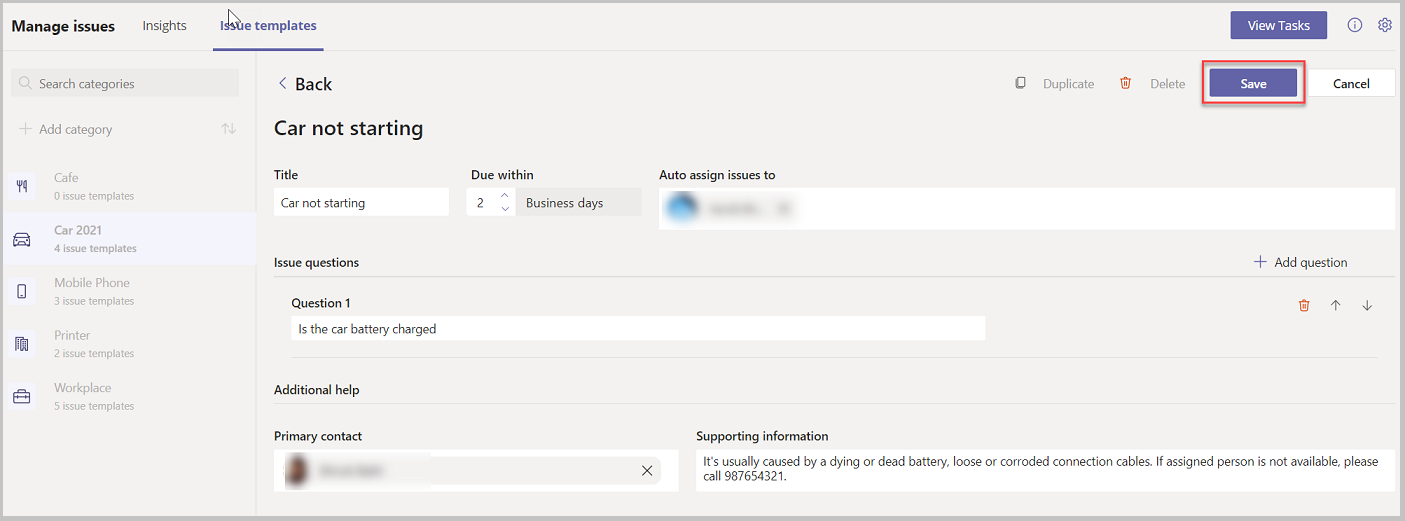 Manage issues
Insights
Issue templates
View Tasks
Search categories
Back
Duplicate
Delete
Save
Cancel
Add category
Car not starting
Cafe
0 issue templates
Car 2021
4 issue templates
Mobile Phone
3 issue templates
Printer
2 issue templates
Workplace
5 issue templates
Title
Due within
Auto assign issues to
Car not starting
2
Business days
Issue questions
Add question
Question 1
Is the car battery charged
Additional help
Primary contact
Supporting information
It's usually caused by a dying or dead battery, loose or corroded connection cables. If assigned person is not available, please
call 987654321.